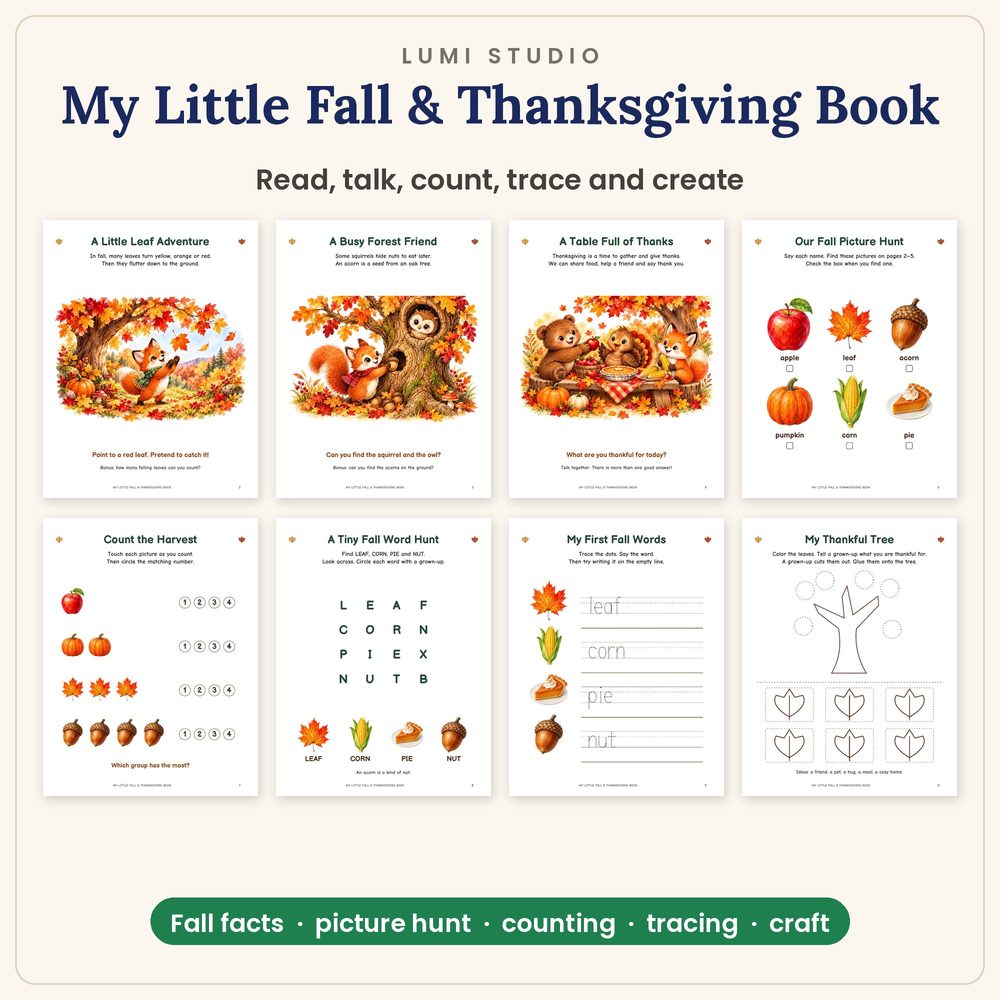 LUMI STUDIO
My Little Fall & Thanksgiving Book
Read, talk, count, trace and create
A Little Leaf Adventure
In fall, many leaves turn yellow, orange or red.
Then they flutter down to the ground.
Point to a red leaf. Pretend to catch it!
Bonus: how many falling leaves can you count?
MY LITTLE FALL & THANKSGIVING BOOK
2
A Busy Forest Friend
Some squirrels hide nuts to eat later.
An acorn is a seed from an oak tree.
Can you find the squirrel and the owl?
Bonus: can you find the acorns on the ground?
MY LITTLE FALL & THANKSGIVING BOOK
3
A Table Full of Thanks
Thanksgiving is a time to gather and give thanks.
We can share food, help a friend and say thank you.
What are you thankful for today?
Talk together. There is more than one good answer!
MY LITTLE FALL & THANKSGIVING BOOK
5
Our Fall Picture Hunt
Say each name. Find these pictures on pages 2–5.
Check the box when you find one.
apple
leaf
acorn
pumpkin
corn
pie
MY LITTLE FALL & THANKSGIVING BOOK
6
Count the Harvest
Touch each picture as you count.
Then circle the matching number.
1 2 3 4
1 2 3 4
1 2 3 4
1 2 3 4
Which group has the most?
MY LITTLE FALL & THANKSGIVING BOOK
7
A Tiny Fall Word Hunt
Find LEAF, CORN, PIE and NUT.
Look across. Circle each word with a grown-up.
L E A F
C O R N
P I E X
N U T B
LEAF
CORN
PIE
NUT
An acorn is a kind of nut.
MY LITTLE FALL & THANKSGIVING BOOK
8
My First Fall Words
Trace the dots. Say the word.
Then try writing it on the empty line.
leaf
corn
pie
nut
MY LITTLE FALL & THANKSGIVING BOOK
9
My Thankful Tree
Color the leaves. Tell a grown-up what you are thankful for.
A grown-up cuts them out. Glue them onto the tree.
Ideas: a friend, a pet, a hug, a meal, a cozy home.
MY LITTLE FALL & THANKSGIVING BOOK
10
Fall facts · picture hunt · counting · tracing · craft